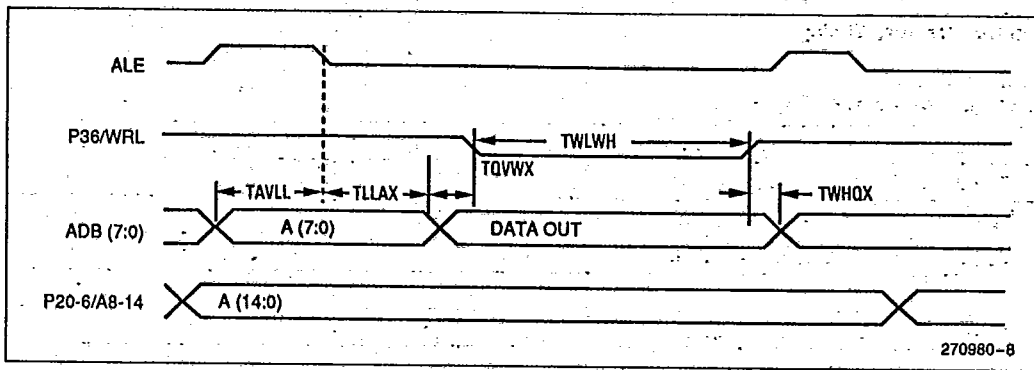 ALE
P36/WRL
TWLWH
TQVWX
TAVLL
TLLAX
TWHQX
ADB (7:0)
A (7:0)
DATA OUT
P20-6/A8-14
A (14:0)
270980-8